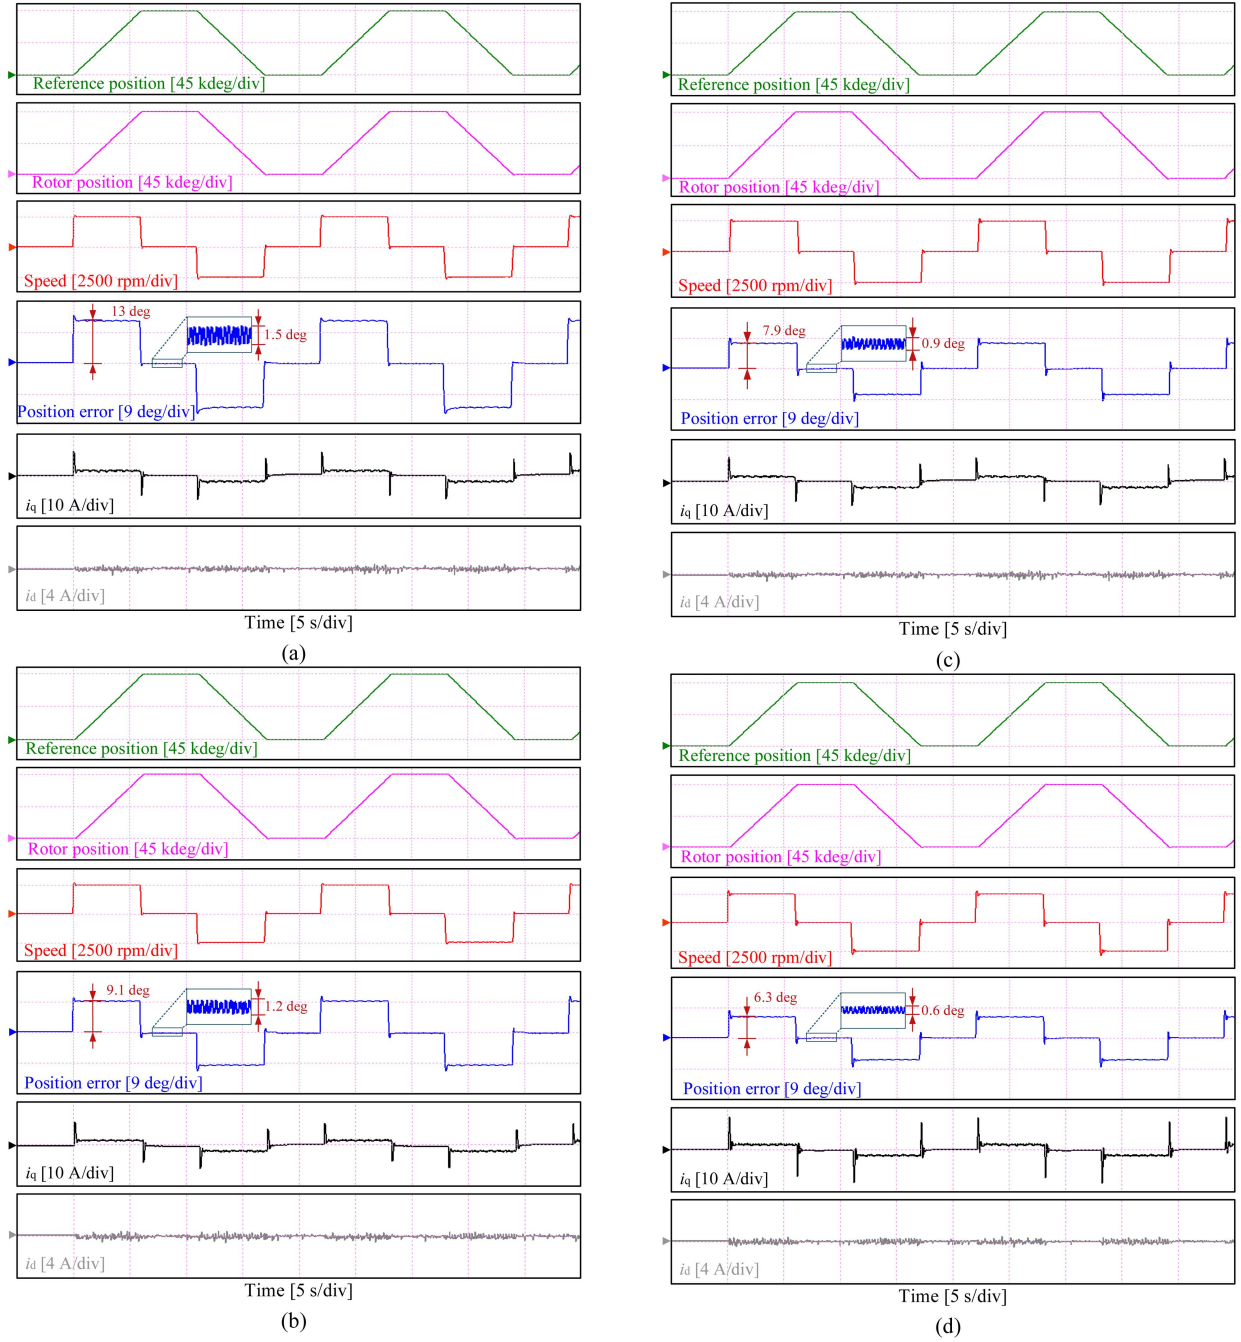 Reference position [45 kdeg/div]
Rotor position [45 kdeg/div]
Speed [2500 rpm/div]
13 deg
1.5 deg
Position error [9 deg/div]
iq [10 A/div]
id [4 A/div]
Time [5 s/div]
(a)
Reference position [45 kdeg/div]
Rotor position [45 kdeg/div]
Speed [2500 rpm/div]
7.9 deg
0.9 deg
Position error [9 deg/div]
iq [10 A/div]
id [4 A/div]
Time [5 s/div]
(c)
Reference position [45 kdeg/div]
Rotor position [45 kdeg/div]
Speed [2500 rpm/div]
9.1 deg
1.2 deg
Position error [9 deg/div]
iq [10 A/div]
id [4 A/div]
Time [5 s/div]
(b)
Reference position [45 kdeg/div]
Rotor position [45 kdeg/div]
Speed [2500 rpm/div]
6.3 deg
0.6 deg
Position error [9 deg/div]
iq [10 A/div]
id [4 A/div]
Time [5 s/div]
(d)